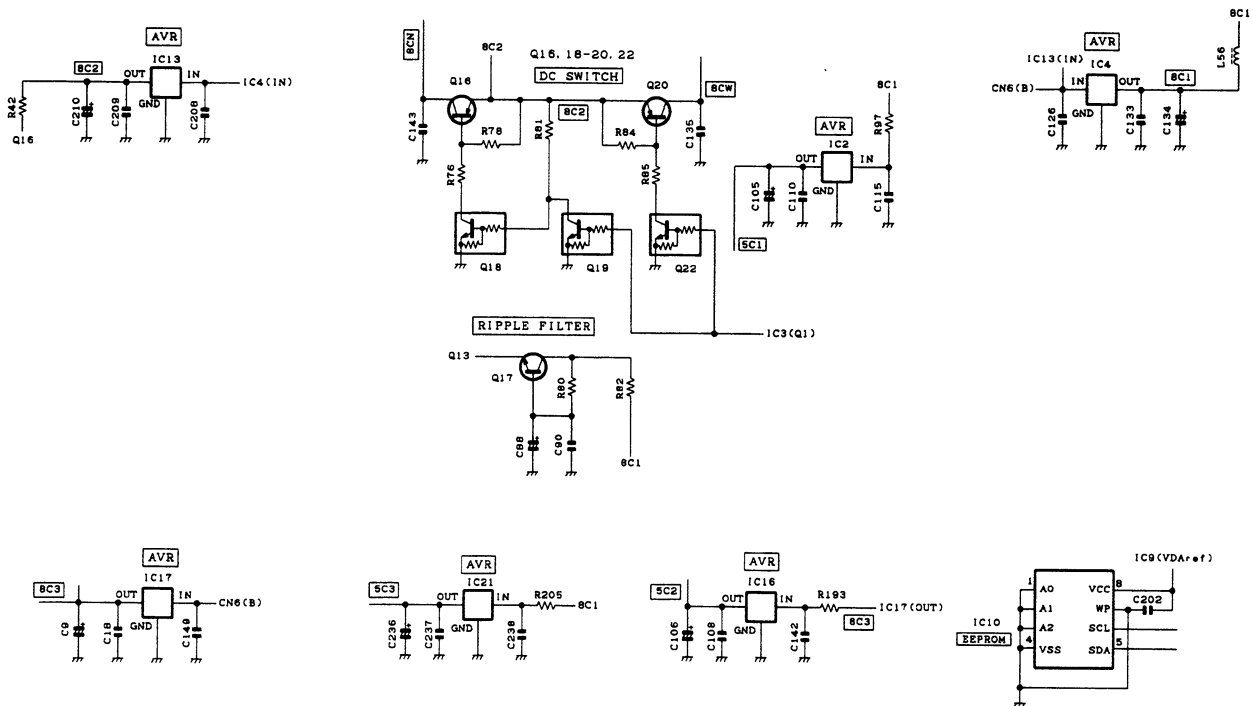 AVR
IC13
8C2
OUT
IN
IC4(IN)
GND
R42
C210
C209
C208
Q16
8CN
8C2
Q16, 18-20, 22
DC SWITCH
Q16
Q20
8C2
8CW
C143
R78
R81
R84
C135
R76
R85
Q18
Q19
Q22
IC3(Q1)
8C1
R97
AVR
IC2
OUT
IN
GND
C105
C110
C115
5C1
8C1
L56
AVR
IC13(IN)
IC4
CN6(B)
IN
OUT
8C1
GND
C126
C133
C134
RIPPLE FILTER
Q13
Q17
R80
R82
C88
C90
8C1
AVR
IC17
8C3
OUT
IN
CN6(B)
GND
C9
C18
C149
AVR
IC21
5C3
OUT
IN
R205
8C1
GND
C236
C237
C238
AVR
IC16
5C2
OUT
IN
R193
IC17(OUT)
8C3
GND
C106
C108
C142
IC9(VDAref)
1
A0
VCC
8
C202
A1
WP
IC10
A2
SCL
EEPROM
4
VSS
SDA
5